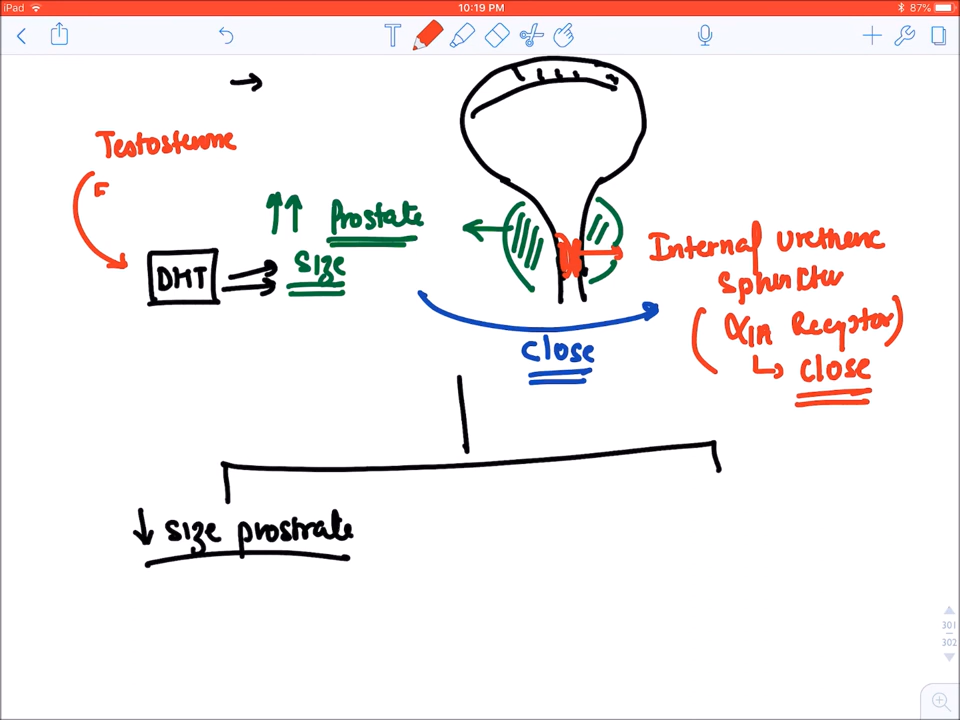 iPad
10:19 PM
87%
T
Testosterone
F
↑↑ Prostate
size
DHT
Internal urethene
Sphincter
(α1A Receptor)
↳ close
close
↓ size prostrate
301
302